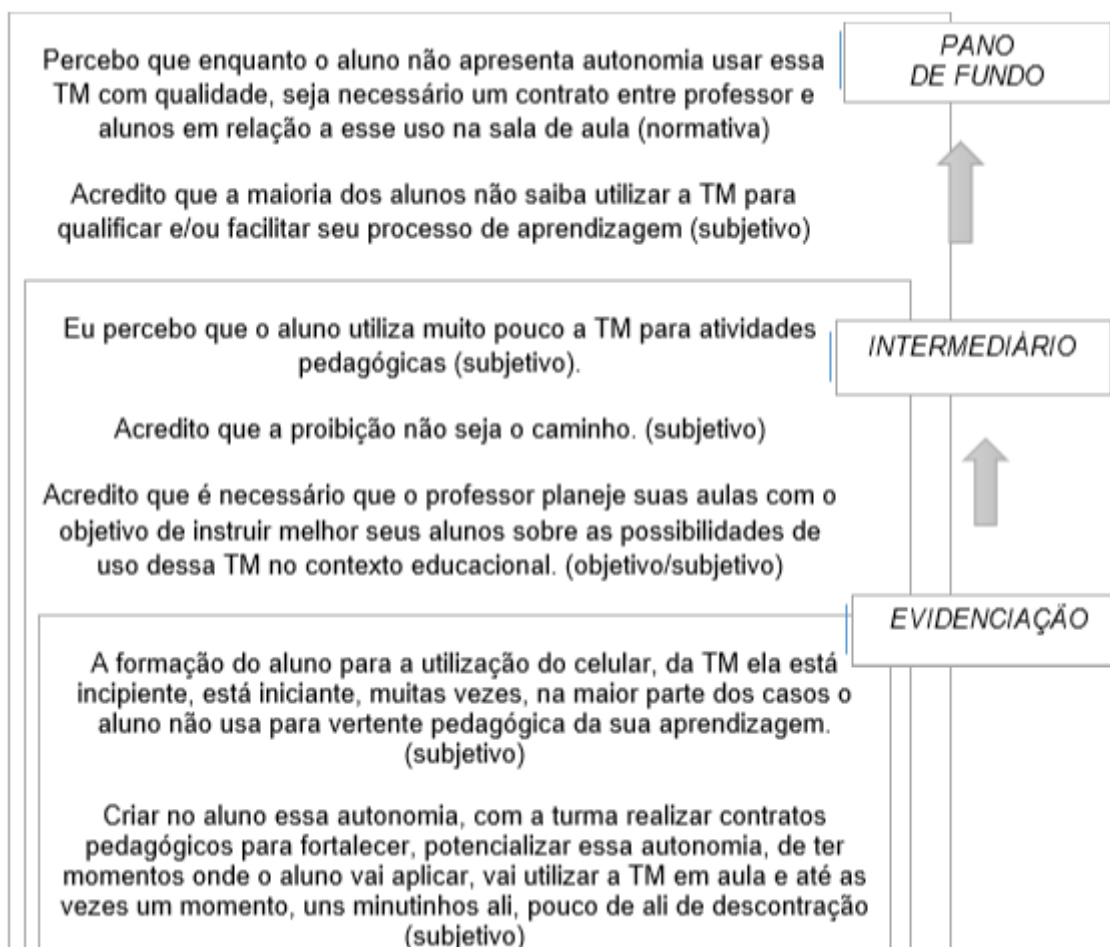 PANO
DE FUNDO
Percebo que enquanto o aluno não apresenta autonomia usar essa
TM com qualidade, seja necessário um contrato entre professor e
alunos em relação a esse uso na sala de aula (normativa)
Acredito que a maioria dos alunos não saiba utilizar a TM para
qualificar e/ou facilitar seu processo de aprendizagem (subjetivo)
INTERMEDIÁRIO
Eu percebo que o aluno utiliza muito pouco a TM para atividades
pedagógicas (subjetivo).
Acredito que a proibição não seja o caminho. (subjetivo)
Acredito que é necessário que o professor planeje suas aulas com o
objetivo de instruir melhor seus alunos sobre as possibilidades de
uso dessa TM no contexto educacional. (objetivo/subjetivo)
EVIDENCIAÇÃO
A formação do aluno para a utilização do celular, da TM ela está
incipiente, está iniciante, muitas vezes, na maior parte dos casos o
aluno não usa para vertente pedagógica da sua aprendizagem.
(subjetivo)
Criar no aluno essa autonomia, com a turma realizar contratos
pedagógicos para fortalecer, potencializar essa autonomia, de ter
momentos onde o aluno vai aplicar, vai utilizar a TM em aula e até as
vezes um momento, uns minutinhos ali, pouco de ali de descontração
(subjetivo)